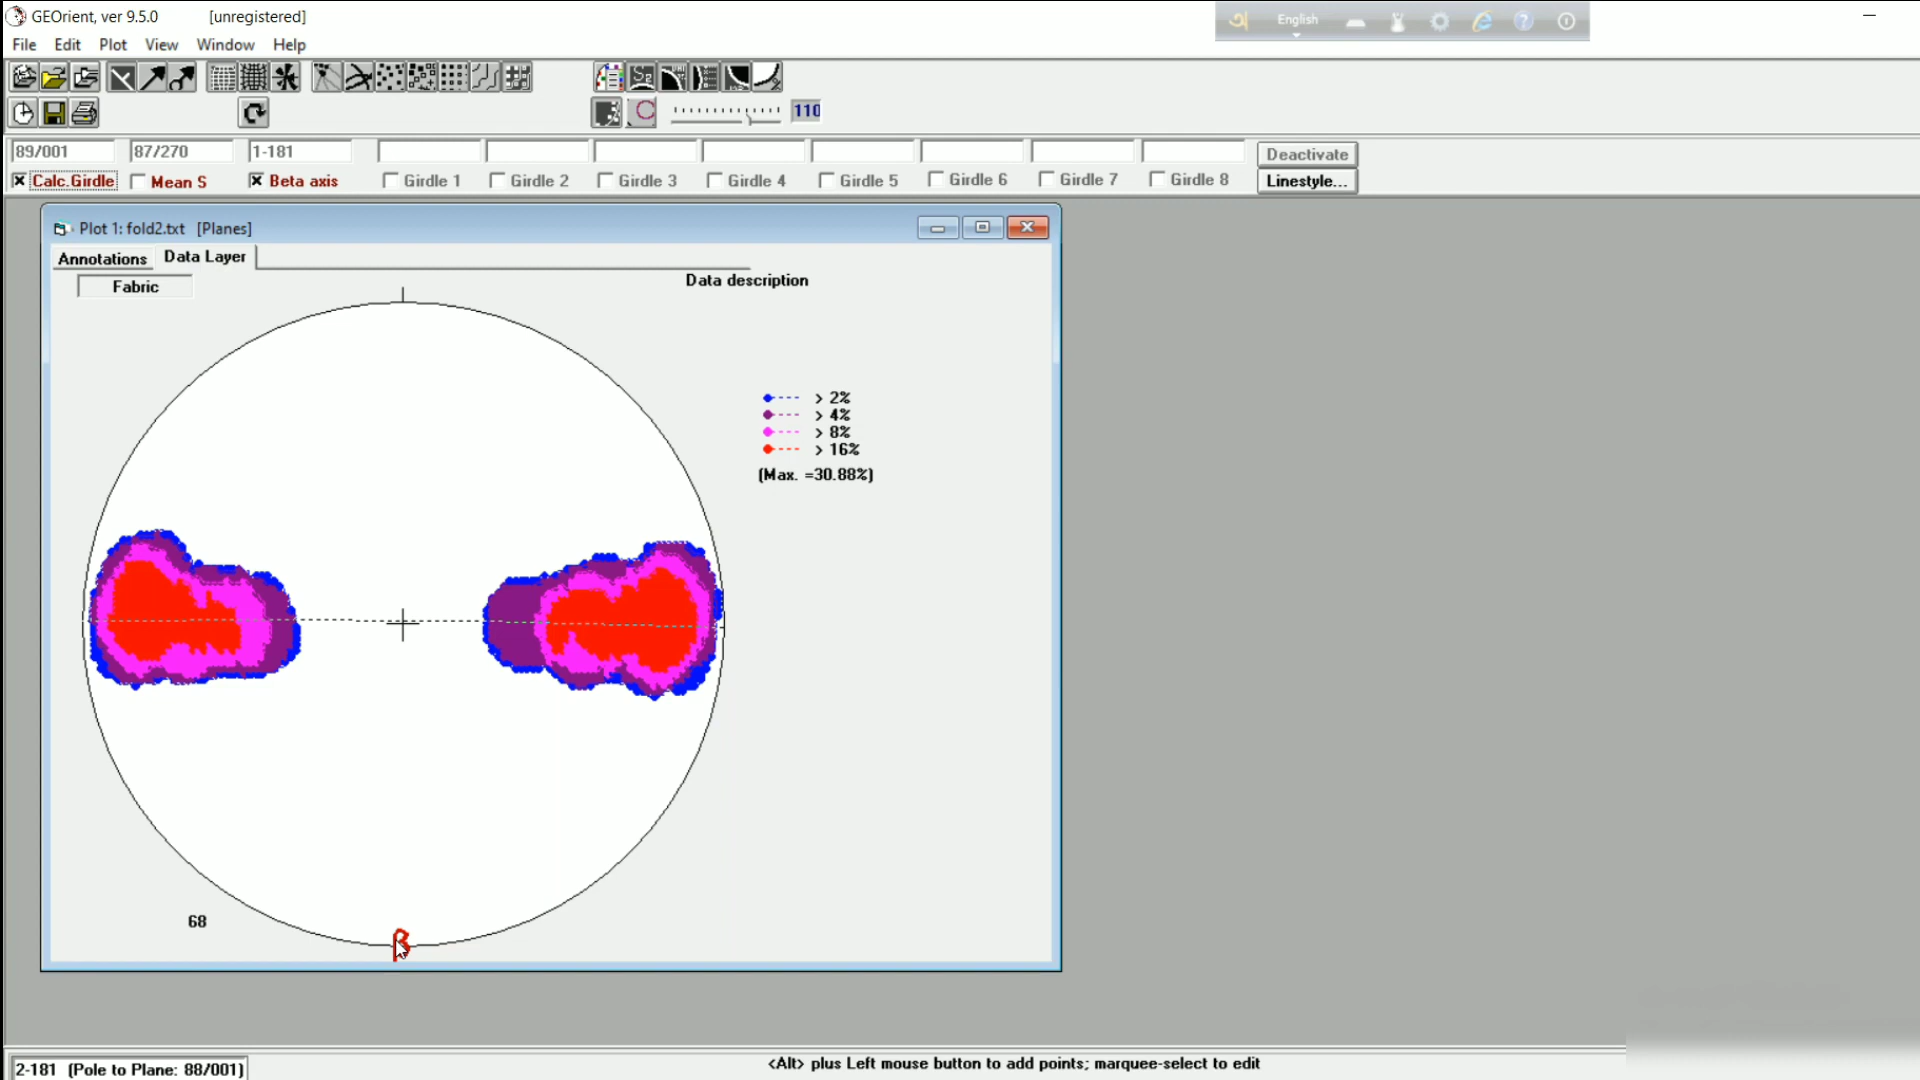 GEOrient, ver 9.5.0 [unregistered]
অ English
File Edit Plot View Window Help
110
89/001 87/270 1-181
Deactivate
Calc.Girdle Mean S Beta axis Girdle 1 Girdle 2 Girdle 3 Girdle 4 Girdle 5 Girdle 6 Girdle 7 Girdle 8 Linestyle...
Plot 1: fold2.txt [Planes]
Annotations Data Layer
Fabric
Data description
> 2%
> 4%
> 8%
> 16%
(Max. =30.88%)
68
β
2-181 (Pole to Plane: 88/001)
<Alt> plus Left mouse button to add points; marquee-select to edit